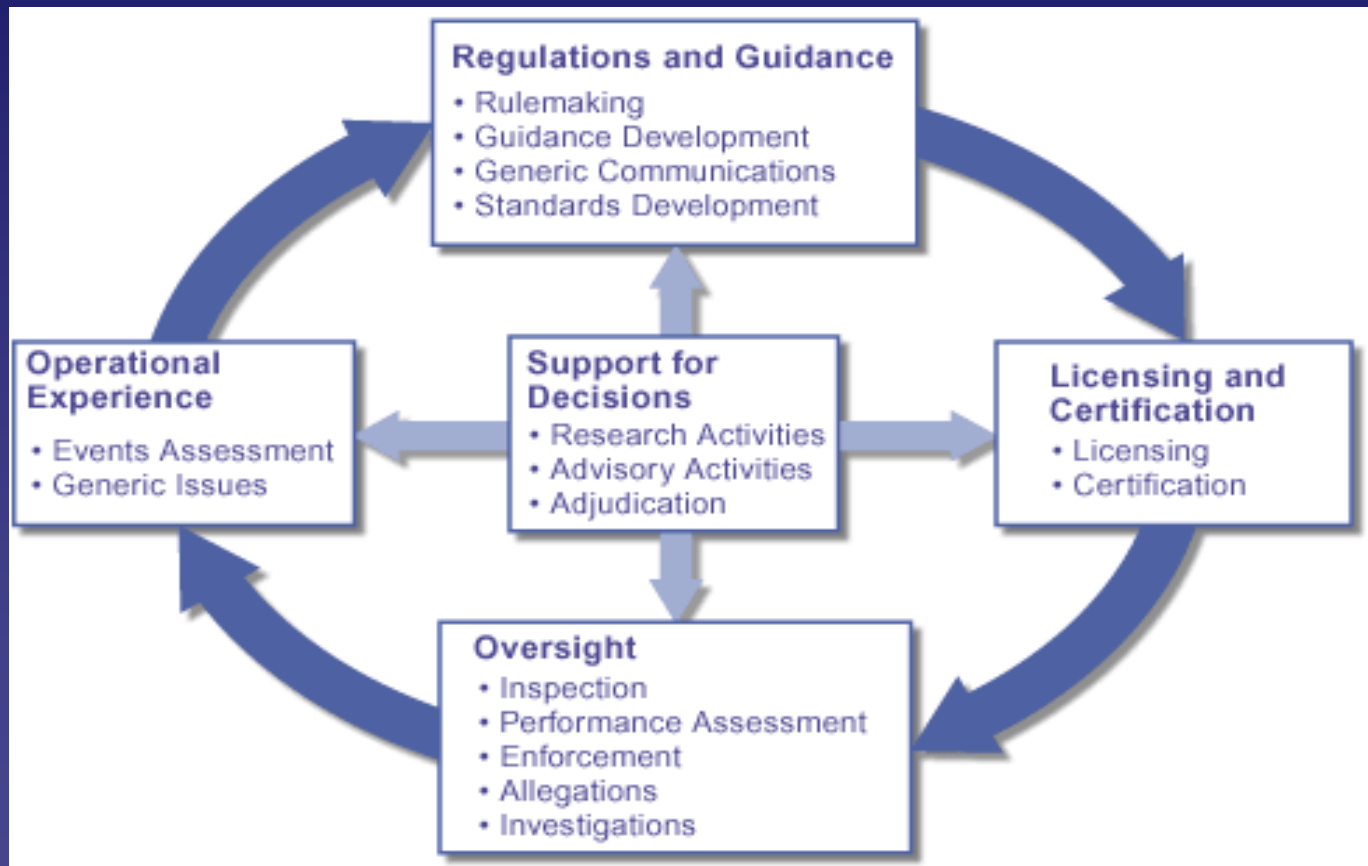 Regulations and Guidance
• Rulemaking
• Guidance Development
• Generic Communications
• Standards Development
Operational
Experience
• Events Assessment
• Generic Issues
Support for
Decisions
• Research Activities
• Advisory Activities
• Adjudication
Licensing and
Certification
• Licensing
• Certification
Oversight
• Inspection
• Performance Assessment
• Enforcement
• Allegations
• Investigations